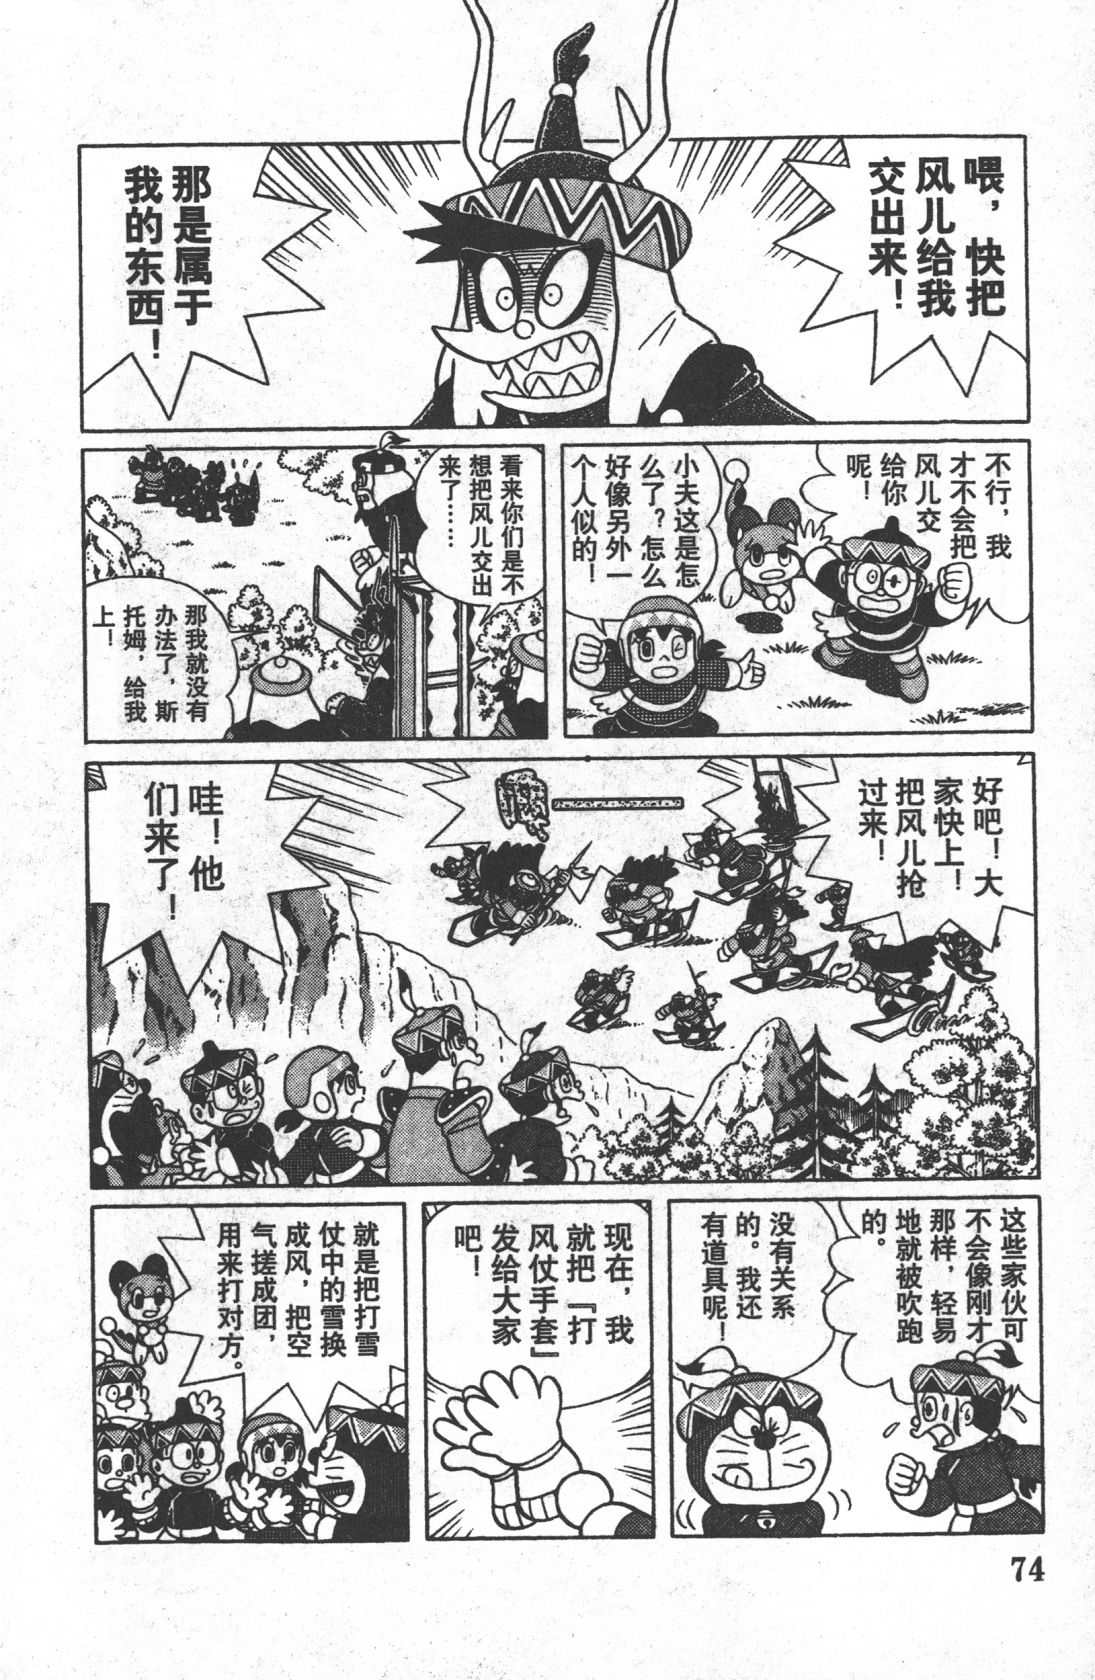 喂，快把
风儿给我
交出来！
那是属于
我的东西！
不行，我
才不会把
风儿交
给你
呢！
小夫这是怎
么了？怎么
好像另外一
个人似的！
看来你们是不
想把风儿交出
来了……
那我就没有
办法了，斯
托姆，给我
上！
好吧！大
家快上！
把风儿抢
过来！
哇！他
们来了！
这些家伙可
不会像刚才
那样，轻易
地就被吹跑
的。
没有关系
的。我还
有道具呢！
现在，我
就把「打
风仗手套」
发给大家
吧！
就是把打雪
仗中的雪换
成风，把空
气搓成团，
用来打对方。
74